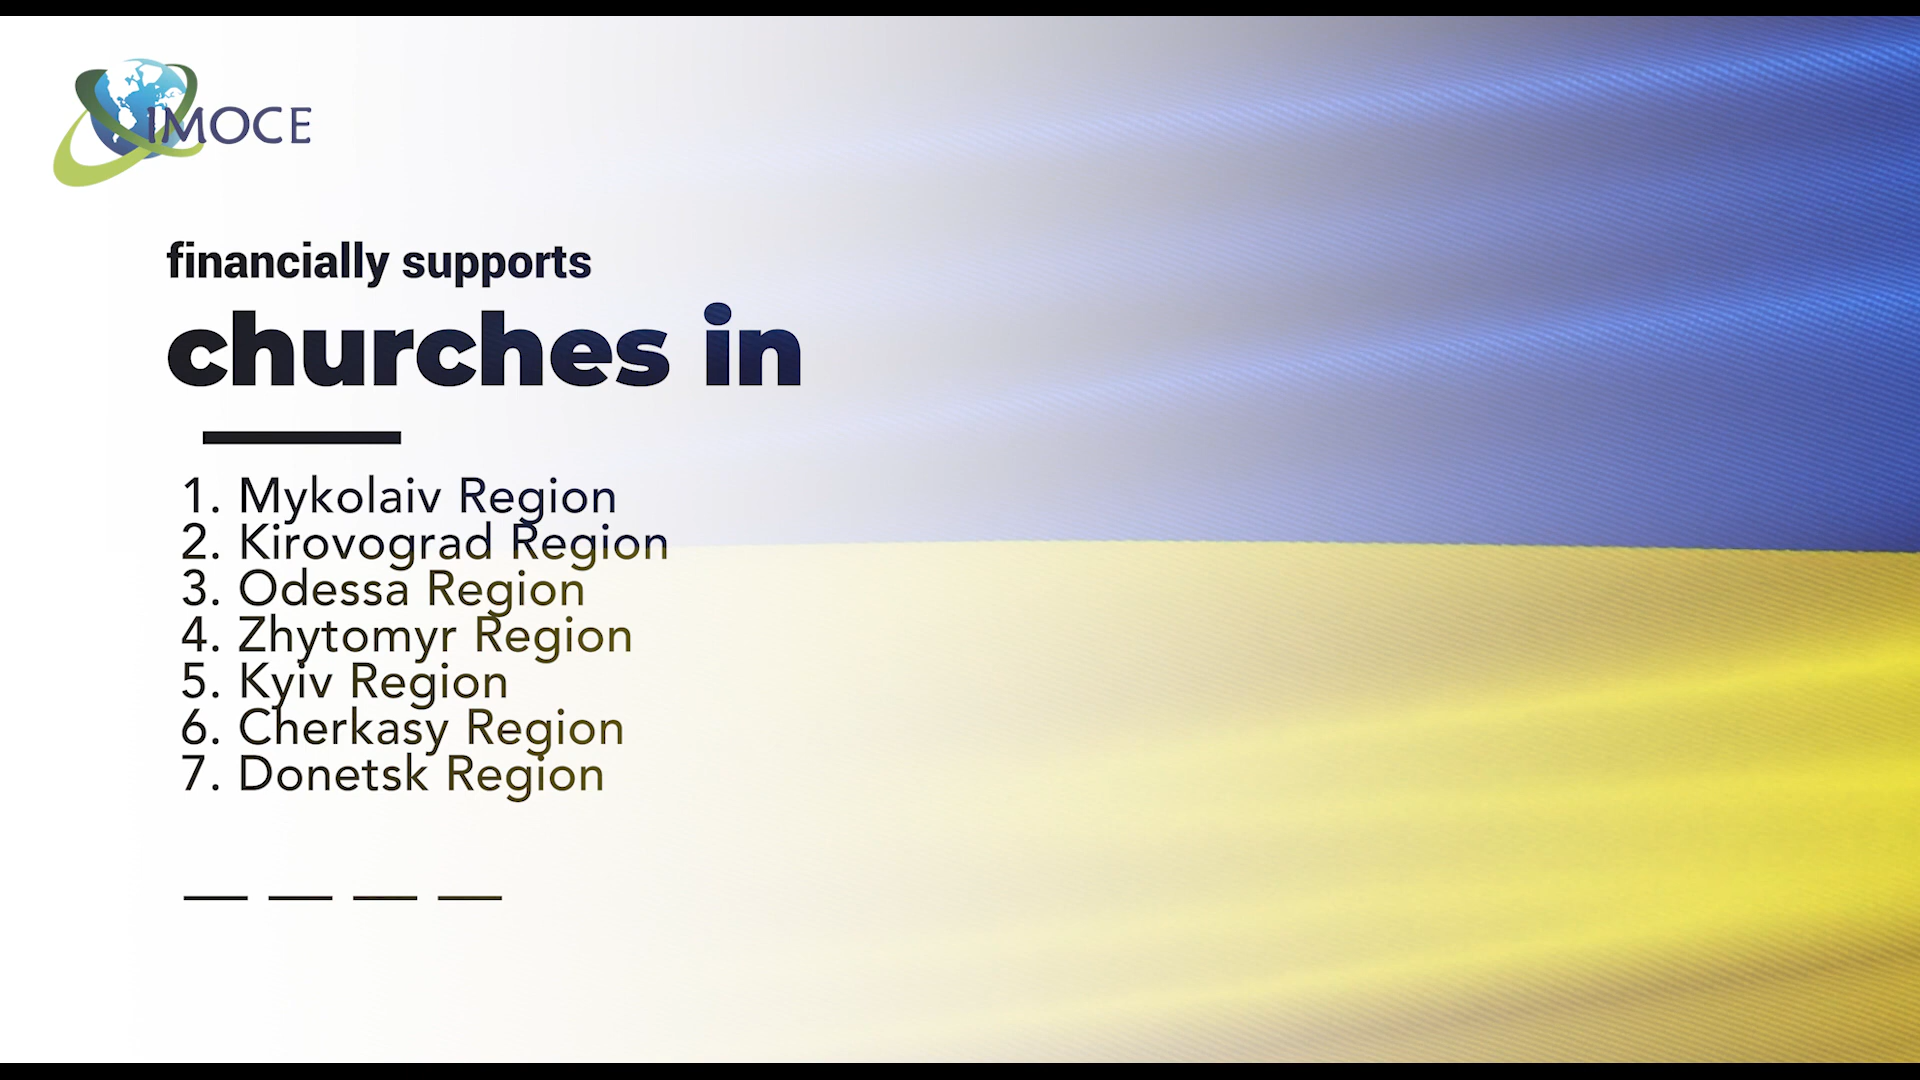 IMOCE
financially supports
churches in
1. Mykolaiv Region
2. Kirovograd Region
3. Odessa Region
4. Zhytomyr Region
5. Kyiv Region
6. Cherkasy Region
7. Donetsk Region